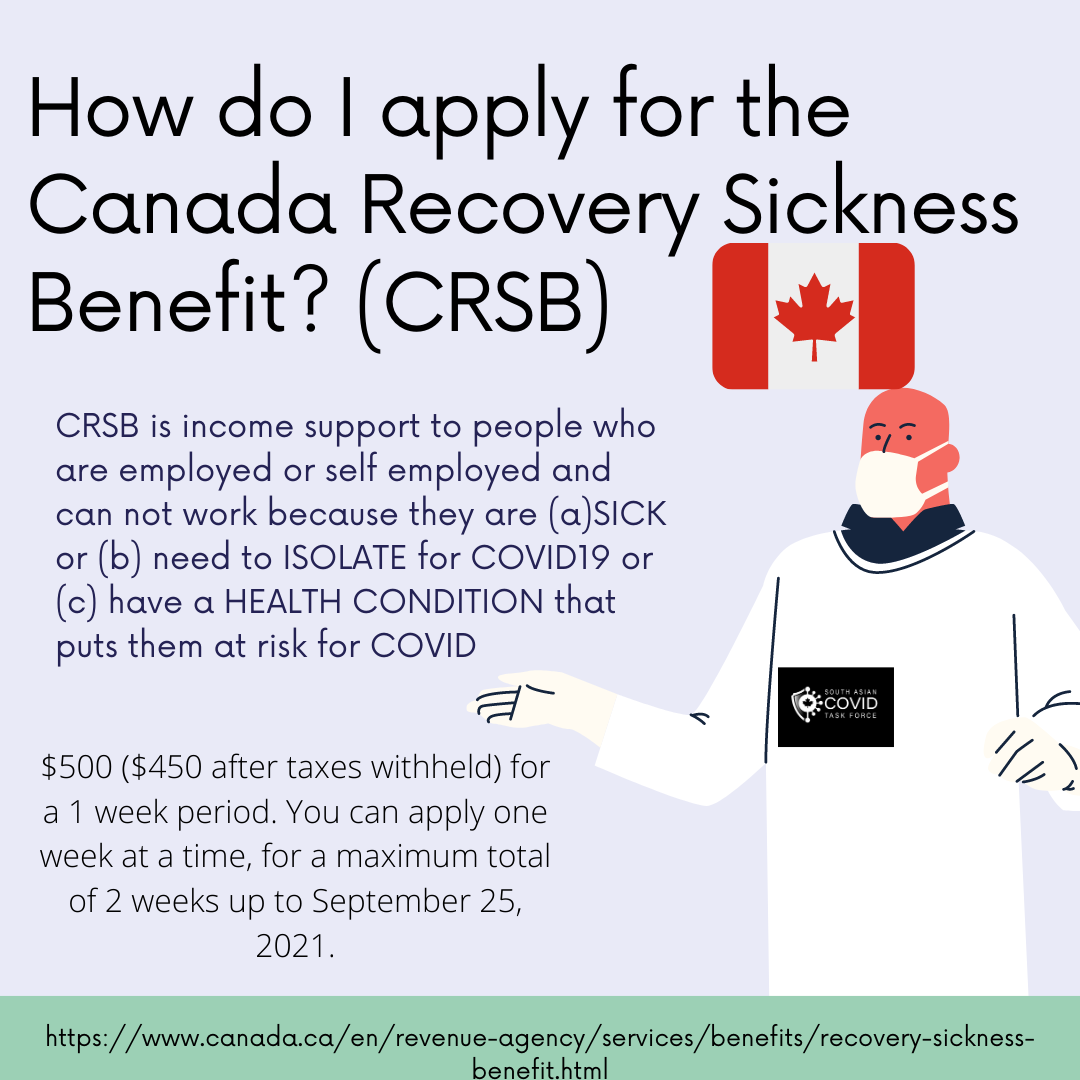 How do I apply for the
Canada Recovery Sickness
Benefit? (CRSB)
CRSB is income support to people who
are employed or self employed and
can not work because they are (a)SICK
or (b) need to ISOLATE for COVID19 or
(c) have a HEALTH CONDITION that
puts them at risk for COVID
SOUTH ASIAN
COVID
TASK FORCE
$500 ($450 after taxes withheld) for
a 1 week period. You can apply one
week at a time, for a maximum total
of 2 weeks up to September 25,
2021.
https://www.canada.ca/en/revenue-agency/services/benefits/recovery-sickness-
benefit.html